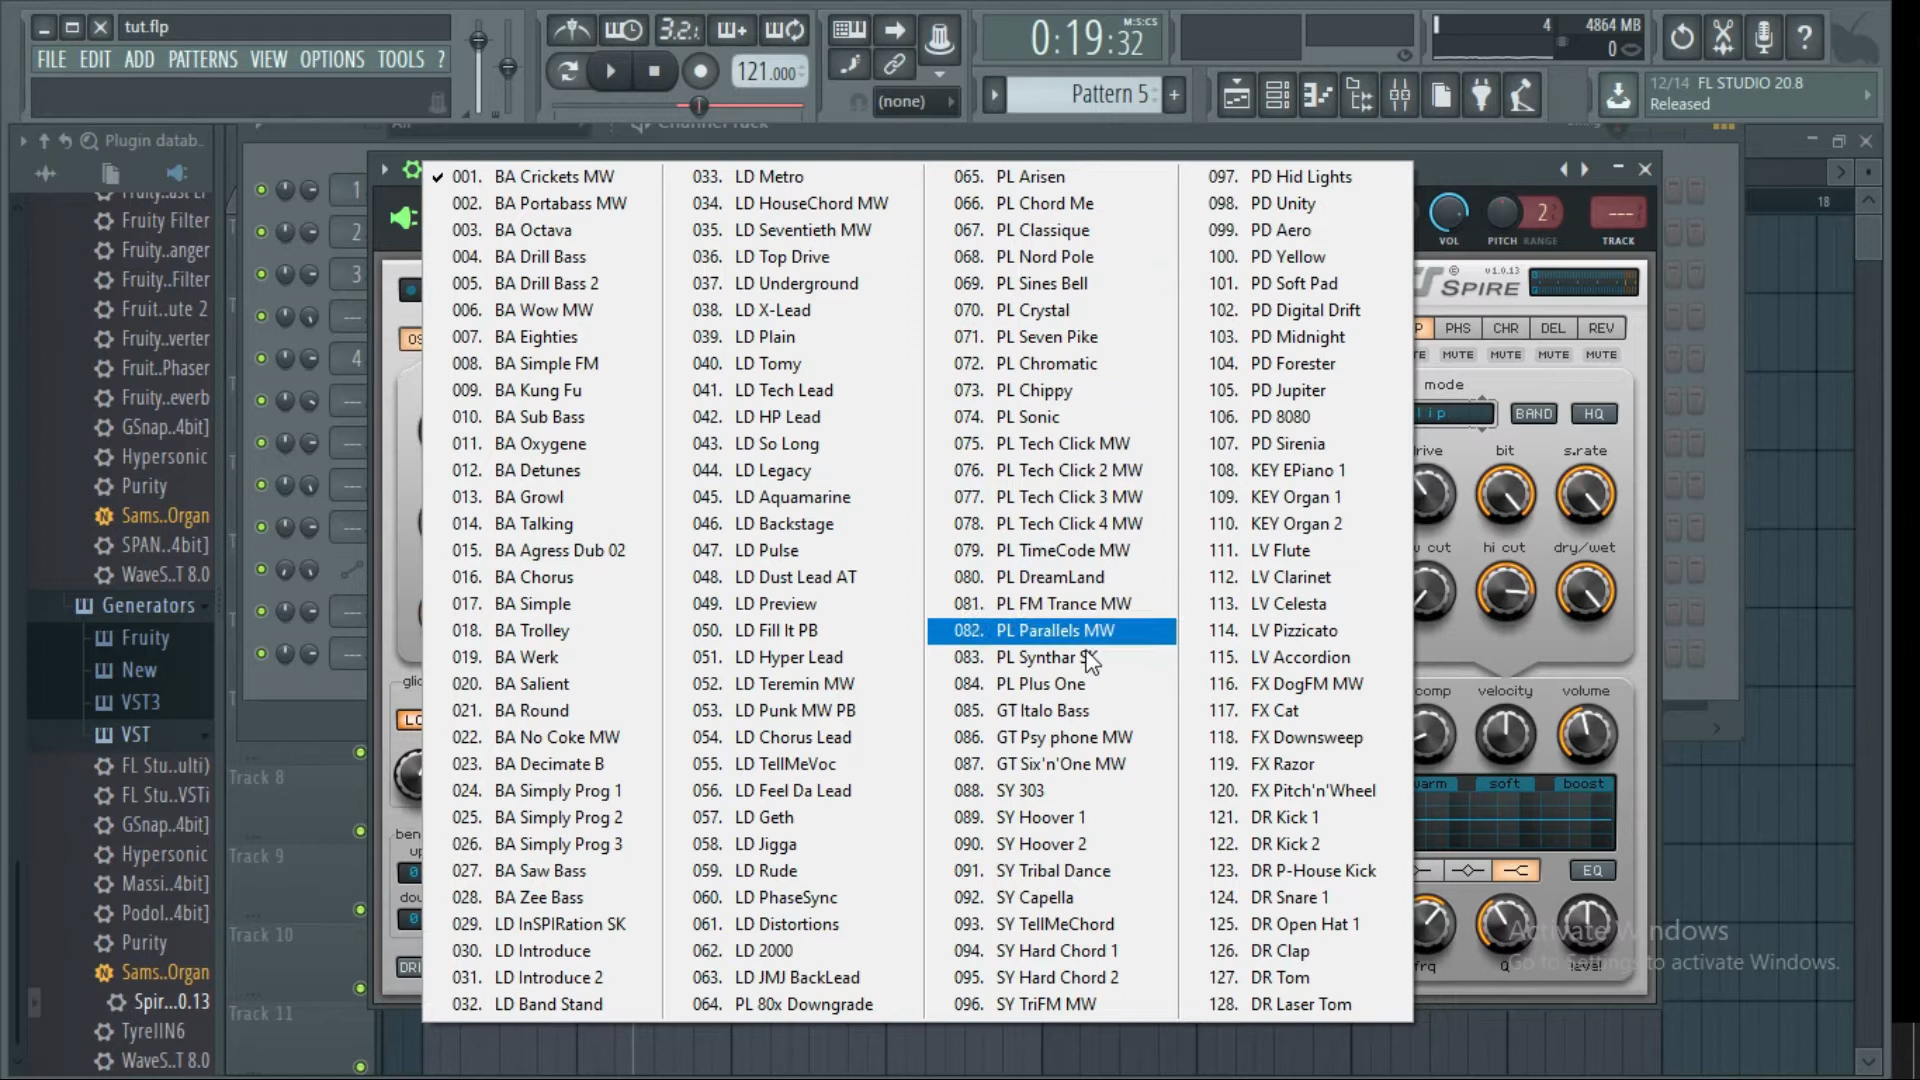 tut.flp
FILE EDIT ADD PATTERNS VIEW OPTIONS TOOLS ?
3.2.
121.000
(none)
0:19:32
M:S:CS
Pattern 5
4
4864 MB
0
12/14 FL STUDIO 20.8
Released
Plugin datab..
Fruity Filter
Fruity..anger
Fruity..Filter
Fruit..ute 2
Fruity..verter
Fruit..Phaser
Fruity..everb
GSnap..4bit]
Hypersonic
Purity
Sams..Organ
SPAN..4bit]
WaveS..T 8.0
Generators
Fruity
New
VST3
VST
FL Stu..ulti)
FL Stu..VSTi
GSnap..4bit]
Hypersonic
Massi..4bit]
Podol..4bit]
Purity
Sams..Organ
Spir...0.13
TyrellN6
WaveS..T 8.0
1
2
3
4
Track 8
Track 9
Track 10
Track 11
001. BA Crickets MW
002. BA Portabass MW
003. BA Octava
004. BA Drill Bass
005. BA Drill Bass 2
006. BA Wow MW
007. BA Eighties
008. BA Simple FM
009. BA Kung Fu
010. BA Sub Bass
011. BA Oxygene
012. BA Detunes
013. BA Growl
014. BA Talking
015. BA Agress Dub 02
016. BA Chorus
017. BA Simple
018. BA Trolley
019. BA Werk
020. BA Salient
021. BA Round
022. BA No Coke MW
023. BA Decimate B
024. BA Simply Prog 1
025. BA Simply Prog 2
026. BA Simply Prog 3
027. BA Saw Bass
028. BA Zee Bass
029. LD InSPIRation SK
030. LD Introduce
031. LD Introduce 2
032. LD Band Stand
033. LD Metro
034. LD HouseChord MW
035. LD Seventieth MW
036. LD Top Drive
037. LD Underground
038. LD X-Lead
039. LD Plain
040. LD Tomy
041. LD Tech Lead
042. LD HP Lead
043. LD So Long
044. LD Legacy
045. LD Aquamarine
046. LD Backstage
047. LD Pulse
048. LD Dust Lead AT
049. LD Preview
050. LD Fill It PB
051. LD Hyper Lead
052. LD Teremin MW
053. LD Punk MW PB
054. LD Chorus Lead
055. LD TellMeVoc
056. LD Feel Da Lead
057. LD Geth
058. LD Jigga
059. LD Rude
060. LD PhaseSync
061. LD Distortions
062. LD 2000
063. LD JMJ BackLead
064. PL 80x Downgrade
065. PL Arisen
066. PL Chord Me
067. PL Classique
068. PL Nord Pole
069. PL Sines Bell
070. PL Crystal
071. PL Seven Pike
072. PL Chromatic
073. PL Chippy
074. PL Sonic
075. PL Tech Click MW
076. PL Tech Click 2 MW
077. PL Tech Click 3 MW
078. PL Tech Click 4 MW
079. PL TimeCode MW
080. PL DreamLand
081. PL FM Trance MW
082. PL Parallels MW
083. PL Synthar SK
084. PL Plus One
085. GT Italo Bass
086. GT Psy phone MW
087. GT Six'n'One MW
088. SY 303
089. SY Hoover 1
090. SY Hoover 2
091. SY Tribal Dance
092. SY Capella
093. SY TellMeChord
094. SY Hard Chord 1
095. SY Hard Chord 2
096. SY TriFM MW
097. PD Hid Lights
098. PD Unity
099. PD Aero
100. PD Yellow
101. PD Soft Pad
102. PD Digital Drift
103. PD Midnight
104. PD Forester
105. PD Jupiter
106. PD 8080
107. PD Sirenia
108. KEY EPiano 1
109. KEY Organ 1
110. KEY Organ 2
111. LV Flute
112. LV Clarinet
113. LV Celesta
114. LV Pizzicato
115. LV Accordion
116. FX DogFM MW
117. FX Cat
118. FX Downsweep
119. FX Razor
120. FX Pitch'n'Wheel
121. DR Kick 1
122. DR Kick 2
123. DR P-House Kick
124. DR Snare 1
125. DR Open Hat 1
126. DR Clap
127. DR Tom
128. DR Laser Tom
2
---
VOL PITCH RANGE TRACK
18
SPIRE
v1.0.13
PHS CHR DEL REV
MUTE MUTE MUTE MUTE
mode
BAND HQ
bit s.rate
hi cut dry/wet
velocity volume
soft boost
EQ
frq Q level
Activate Windows
Go to Settings to activate Windows.